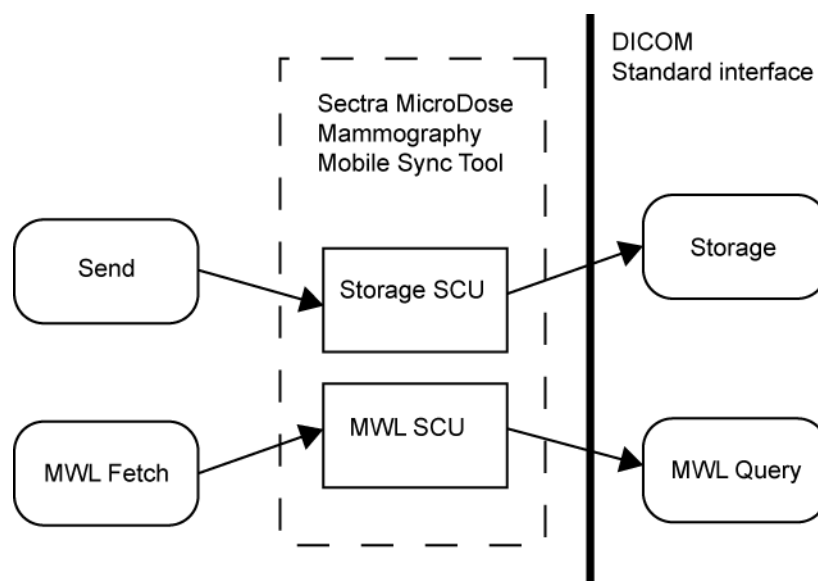 DICOM
Standard interface
Sectra MicroDose
Mammography
Mobile Sync Tool
Send
Storage SCU
Storage
MWL Fetch
MWL SCU
MWL Query